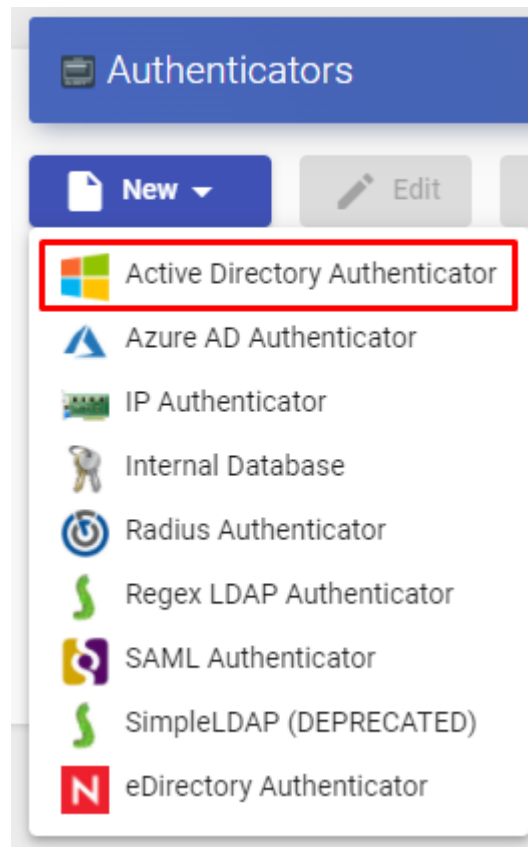 Authenticators
New
Edit
Active Directory Authenticator
Azure AD Authenticator
IP Authenticator
Internal Database
Radius Authenticator
Regex LDAP Authenticator
SAML Authenticator
SimpleLDAP (DEPRECATED)
eDirectory Authenticator